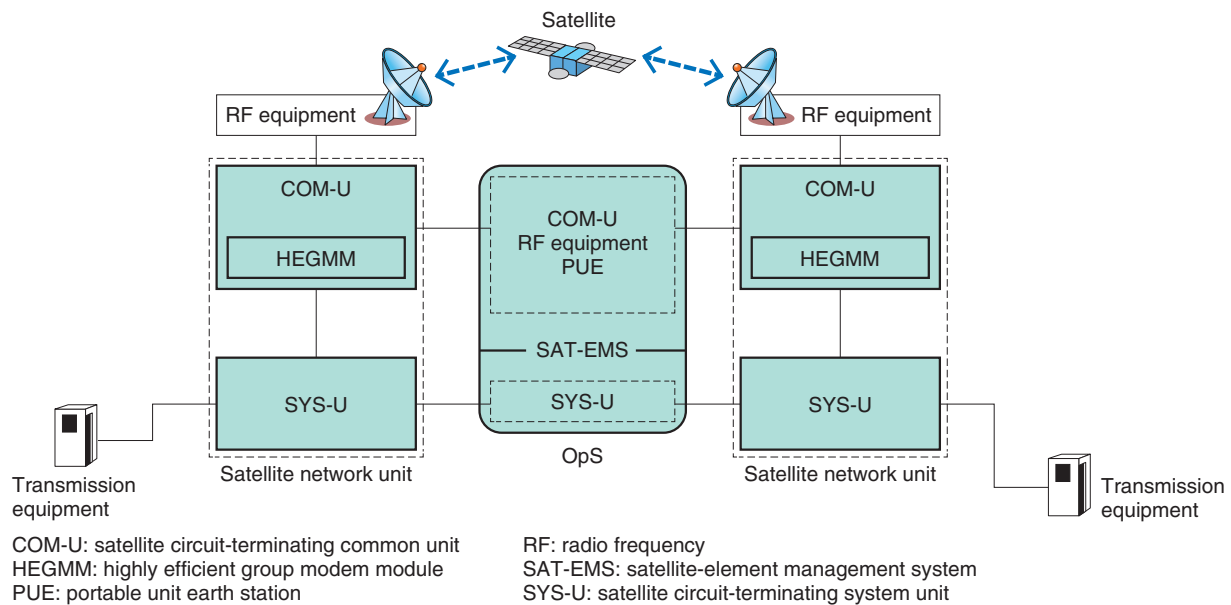 Satellite
RF equipment
RF equipment
COM-U
HEGMM
COM-U
RF equipment
PUE
COM-U
HEGMM
SAT-EMS
SYS-U
SYS-U
SYS-U
OpS
Satellite network unit
Satellite network unit
Transmission
equipment
Transmission
equipment
COM-U: satellite circuit-terminating common unit
HEGMM: highly efficient group modem module
PUE: portable unit earth station
RF: radio frequency
SAT-EMS: satellite-element management system
SYS-U: satellite circuit-terminating system unit